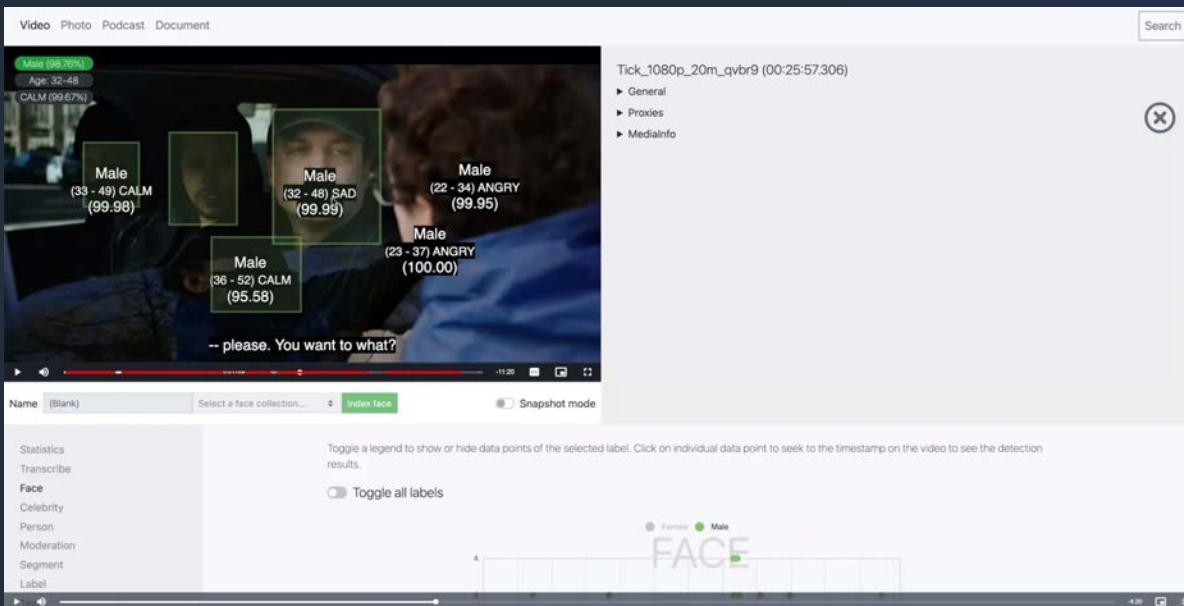 Video Photo Podcast Document
Search
Male (98.76%)
Age: 32-48
CALM (99.67%)
Male
(33 - 49) CALM
(99.98)
Male
(32 - 48) SAD
(99.99)
Male
(22 - 34) ANGRY
(99.95)
Male
(23 - 37) ANGRY
(100.00)
Male
(36 - 52) CALM
(95.58)
-- please. You want to what?
-11:20
Tick_1080p_20m_qvbr9 (00:25:57.306)
General
Proxies
MediaInfo
Name (Blank) Select a face collection... Index face Snapshot mode
Statistics
Transcribe
Face
Celebrity
Person
Moderation
Segment
Label
Toggle a legend to show or hide data points of the selected label. Click on individual data point to seek to the timestamp on the video to see the detection
results.
Toggle all labels
Female Male
FACE
4
-4:39